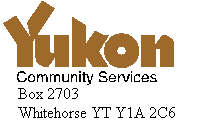 Yukon
Community Services
Box 2703
Whitehorse YT Y1A 2C6